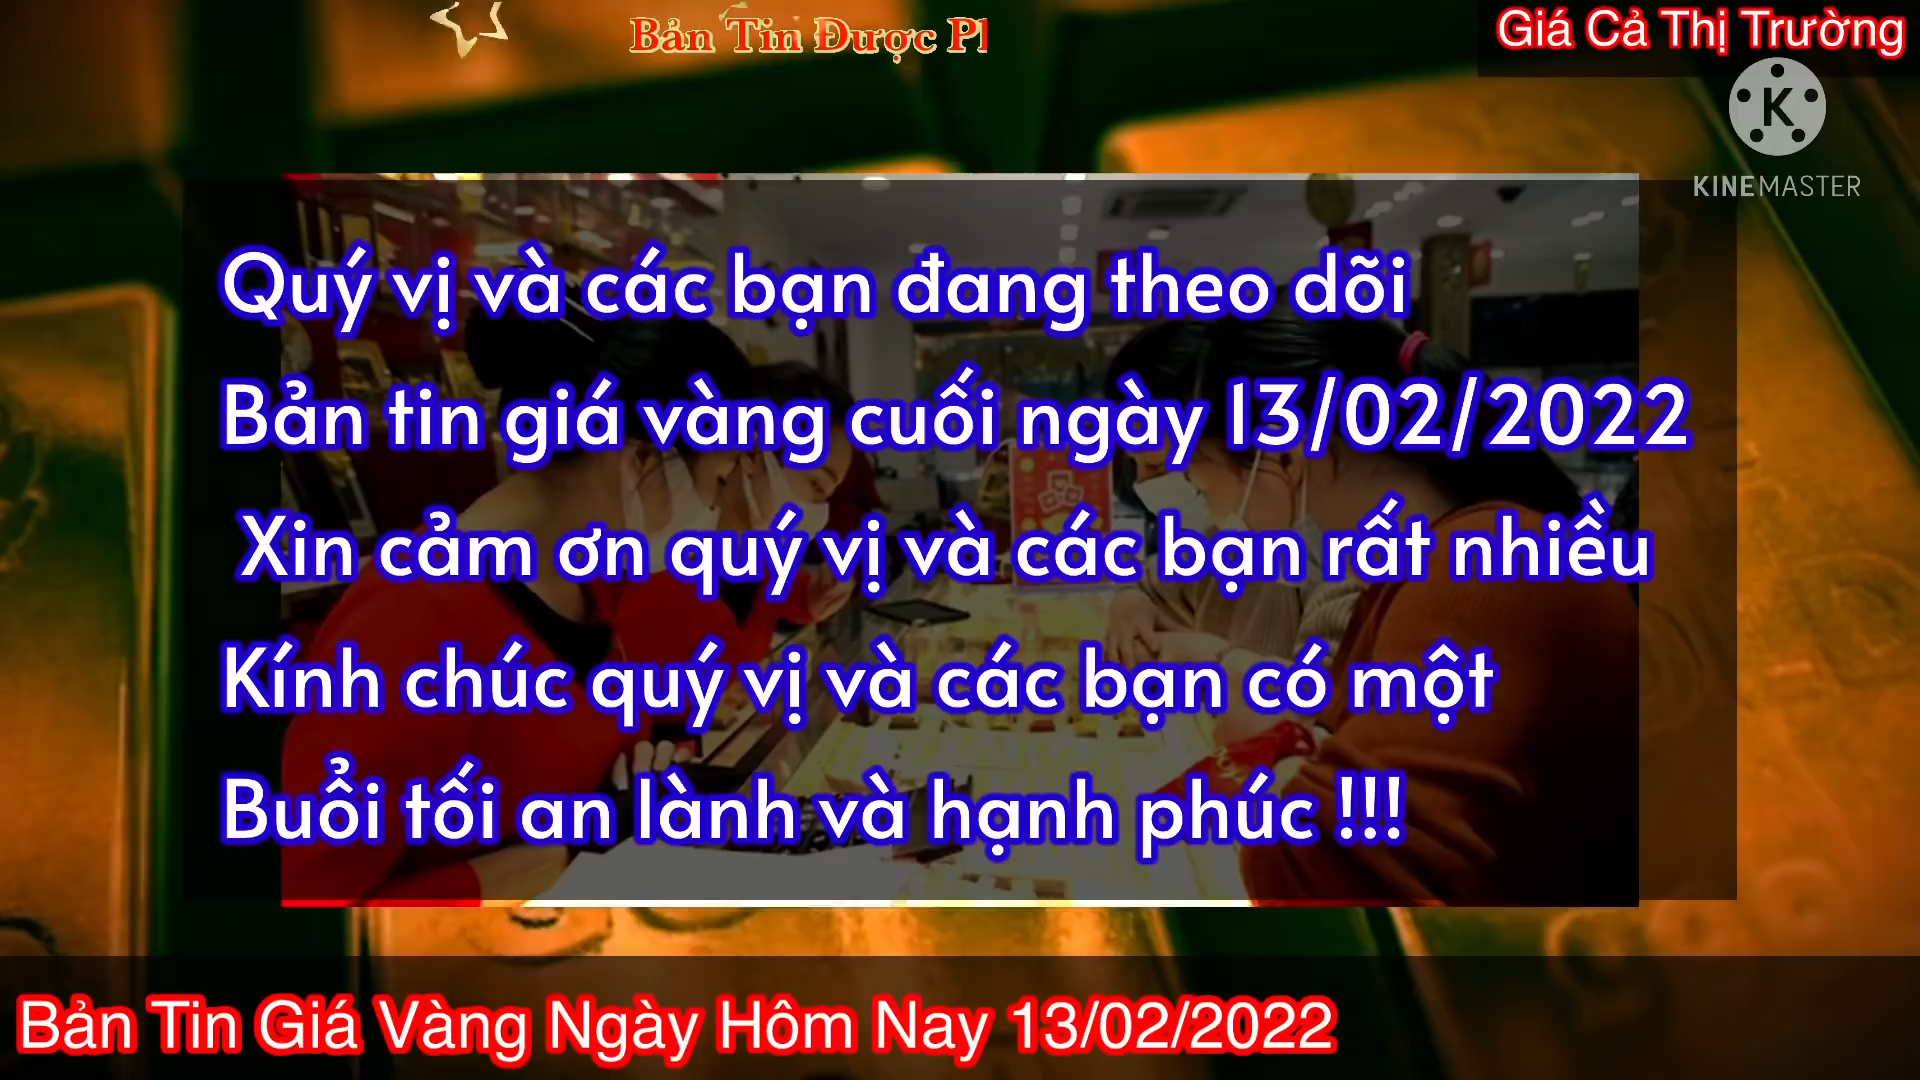 Bản Tin Được
Giá Cả Thị Trường
K
KINEMASTER
Quý vị và các bạn đang theo dõi
Bản tin giá vàng cuối ngày 13/02/2022
Xin cảm ơn quý vị và các bạn rất nhiều
Kính chúc quý vị và các bạn có một
Buổi tối an lành và hạnh phúc !!!
Bản Tin Giá Vàng Ngày Hôm Nay 13/02/2022